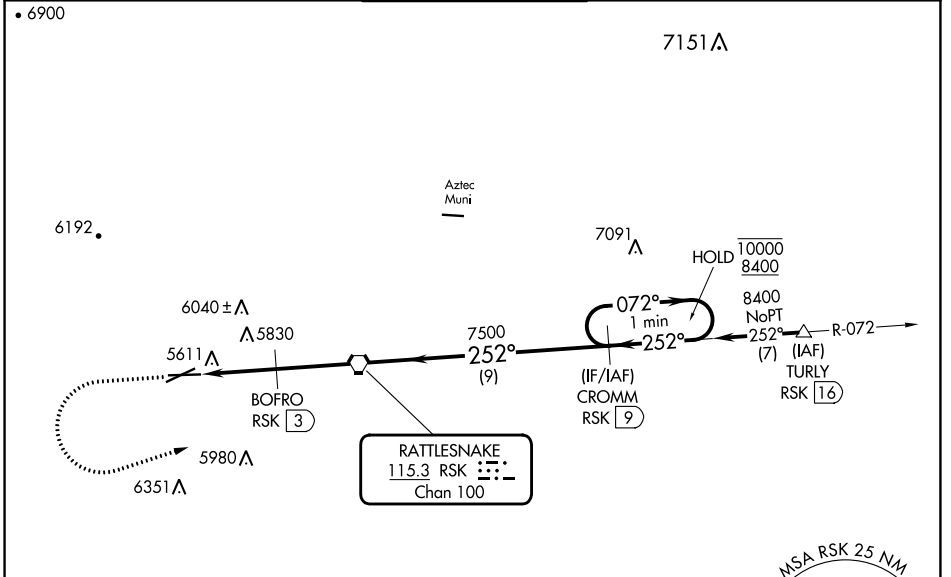 6900
7151
Aztec
Muni
6192
7091
HOLD
10000
8400
6040 ±
072°
1 min
8400
NoPT
5830
7500
252°
252°
R-072
5611
252°
(9)
(7)
(IAF)
TURLY
RSK 16
(IF/IAF)
CROMM
RSK 9
BOFRO
RSK 3
5980
6351
RATTLESNAKE
115.3 RSK
Chan 100
MSA RSK 25 NM